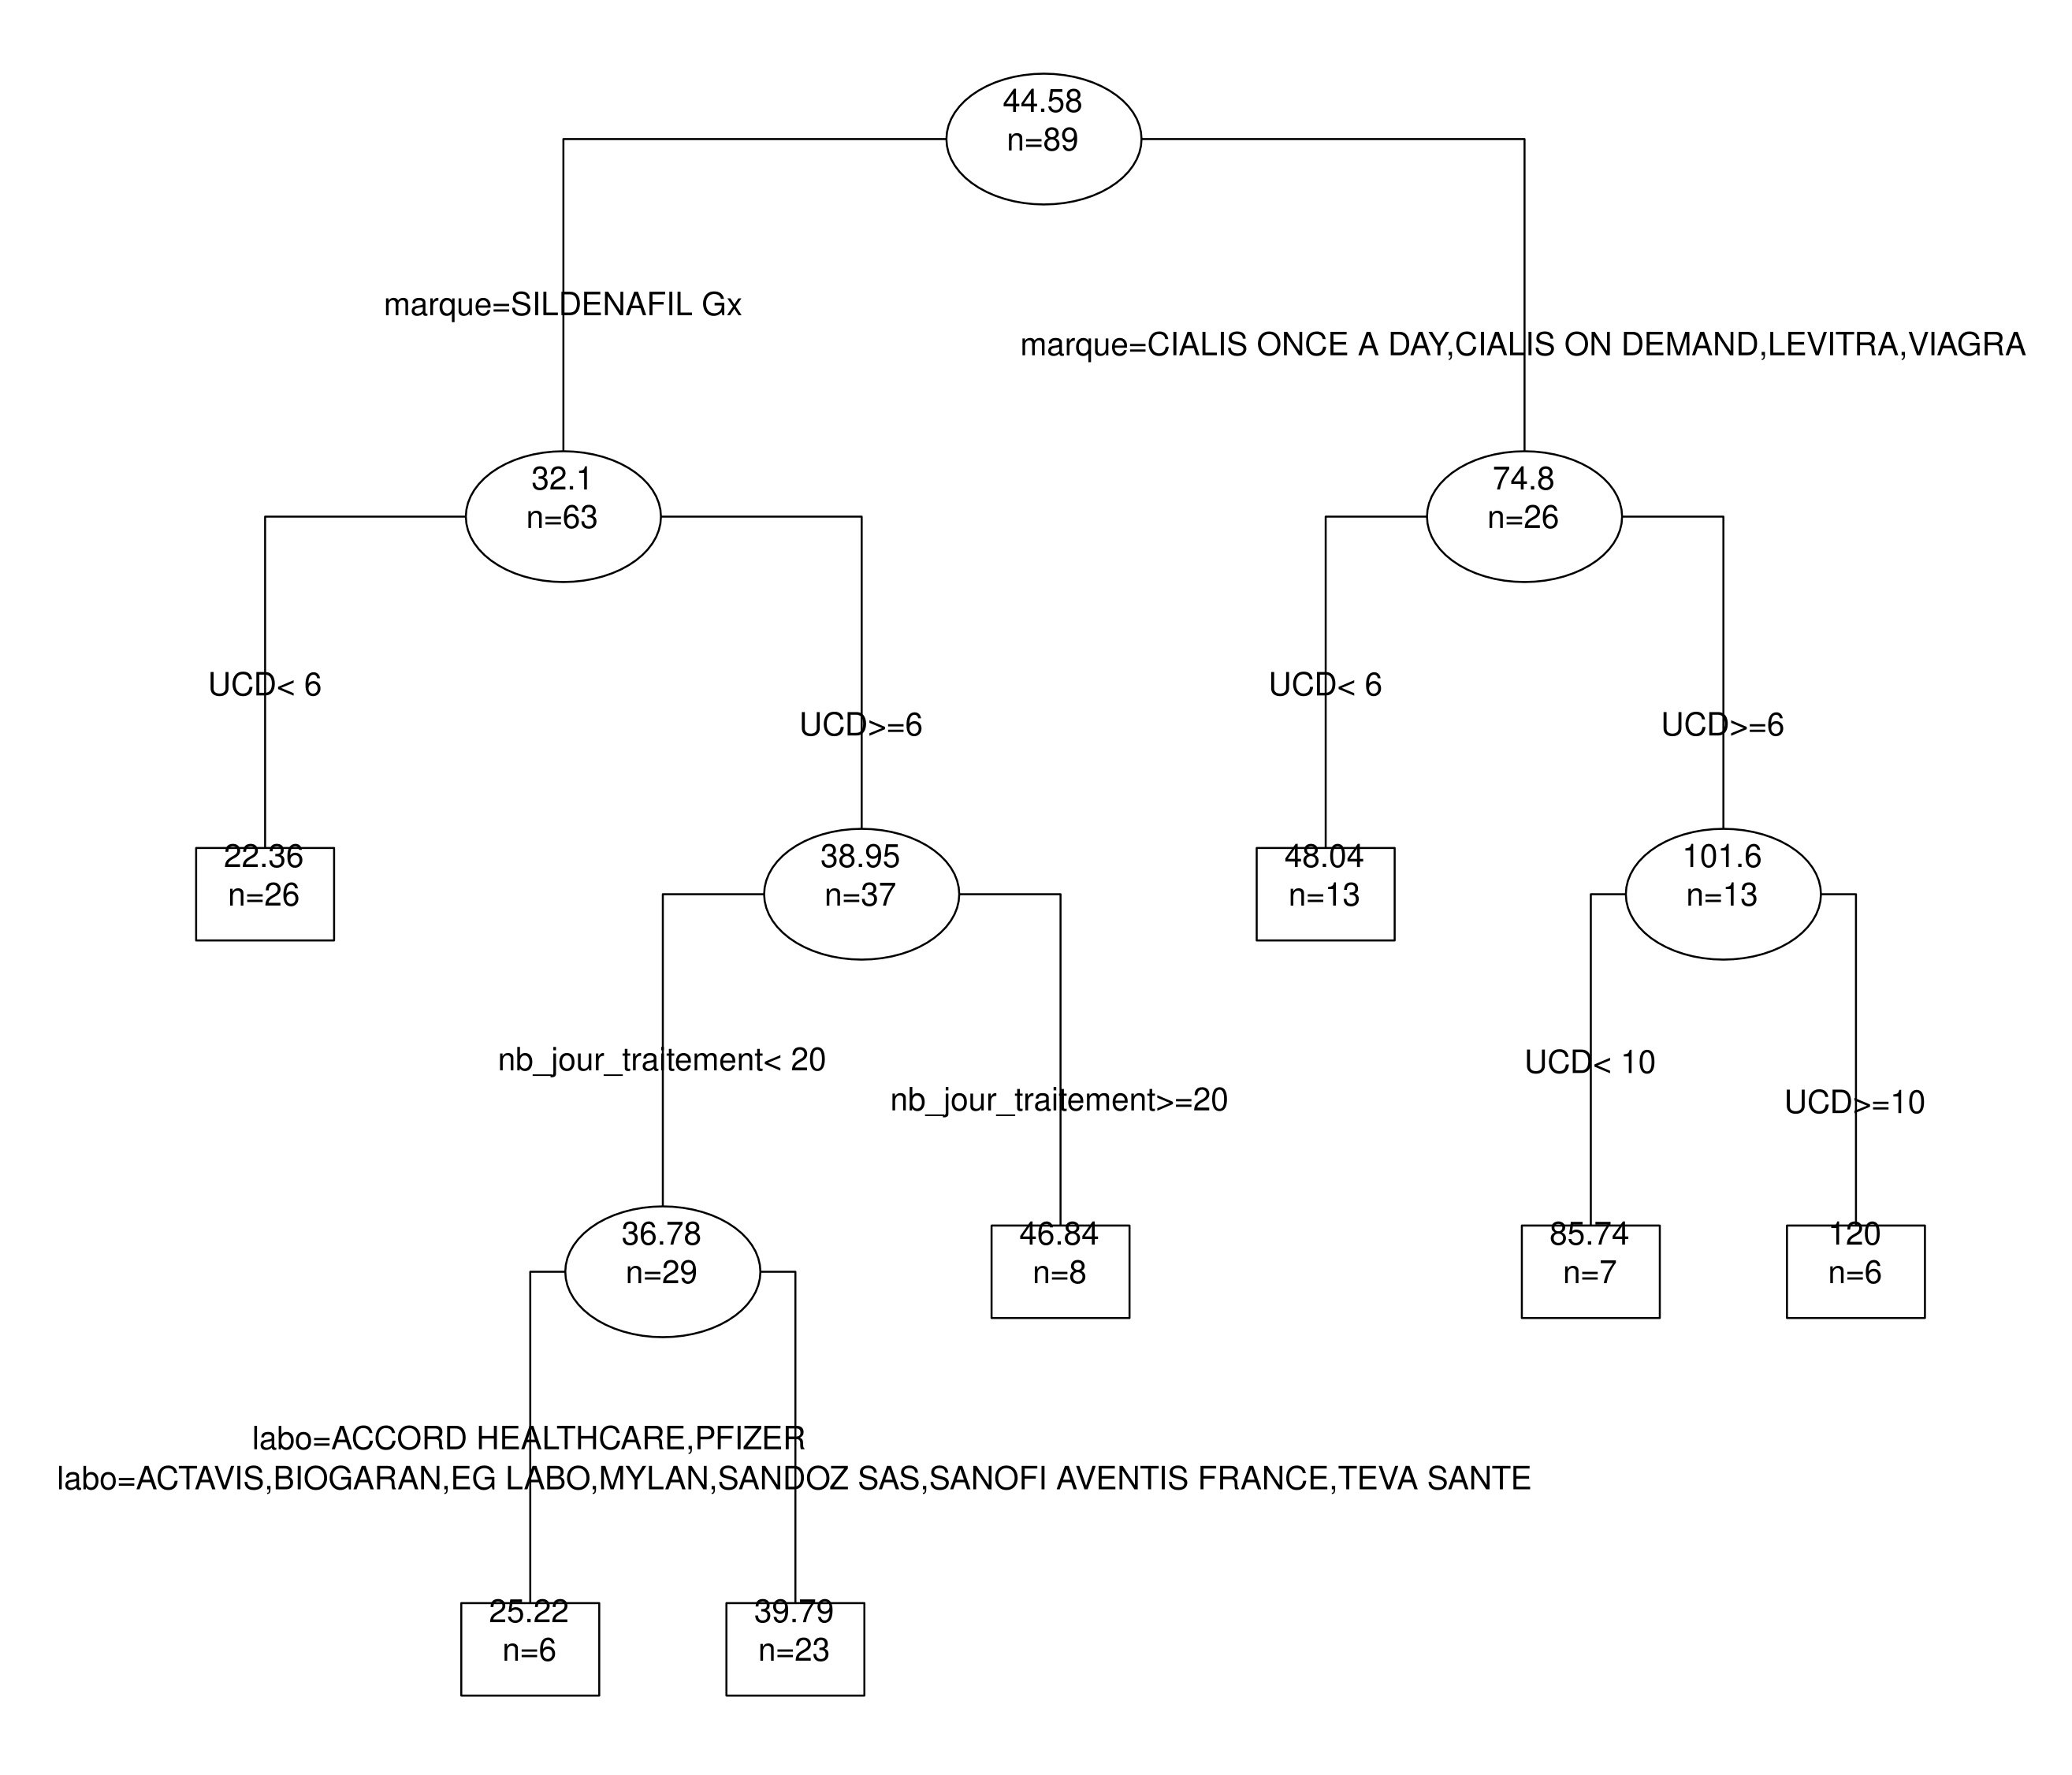 44.58
n=89
marque=SILDENAFIL Gx
marque=CIALIS ONCE A DAY,CIALIS ON DEMAND,LEVITRA,VIAGRA
32.1
n=63
74.8
n=26
UCD< 6
UCD>=6
UCD< 6
UCD>=6
22.36
n=26
38.95
n=37
48.04
n=13
101.6
n=13
nb_jour_traitement< 20
nb_jour_traitement>=20
UCD< 10
UCD>=10
36.78
n=29
46.84
n=8
85.74
n=7
120
n=6
labo=ACCORD HEALTHCARE,PFIZER
labo=ACTAVIS,BIOGARAN,EG LABO,MYLAN,SANDOZ SAS,SANOFI AVENTIS FRANCE,TEVA SANTE
25.22
n=6
39.79
n=23